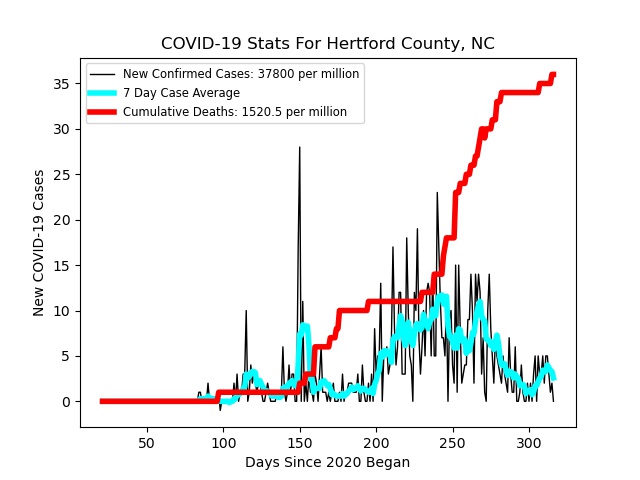 COVID-19 Stats For Hertford County, NC
New Confirmed Cases: 37800 per million
7 Day Case Average
Cumulative Deaths: 1520.5 per million
New COVID-19 Cases
35
30
25
20
15
10
5
0
50
100
150
200
250
300
Days Since 2020 Began